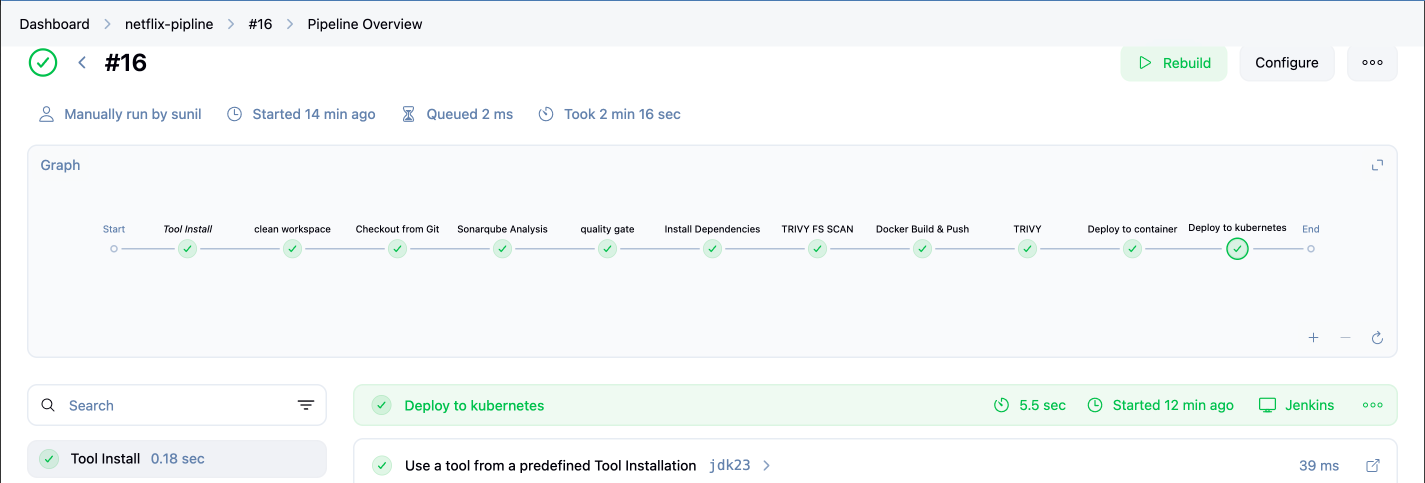 Dashboard > netflix-pipline > #16 > Pipeline Overview
#16
Rebuild Configure
Manually run by sunil Started 14 min ago Queued 2 ms Took 2 min 16 sec
Graph
Start Tool Install clean workspace Checkout from Git Sonarqube Analysis quality gate Install Dependencies TRIVY FS SCAN Docker Build & Push TRIVY Deploy to container Deploy to kubernetes End
Search
Deploy to kubernetes 5.5 sec Started 12 min ago Jenkins
Tool Install 0.18 sec
Use a tool from a predefined Tool Installation jdk23 39 ms